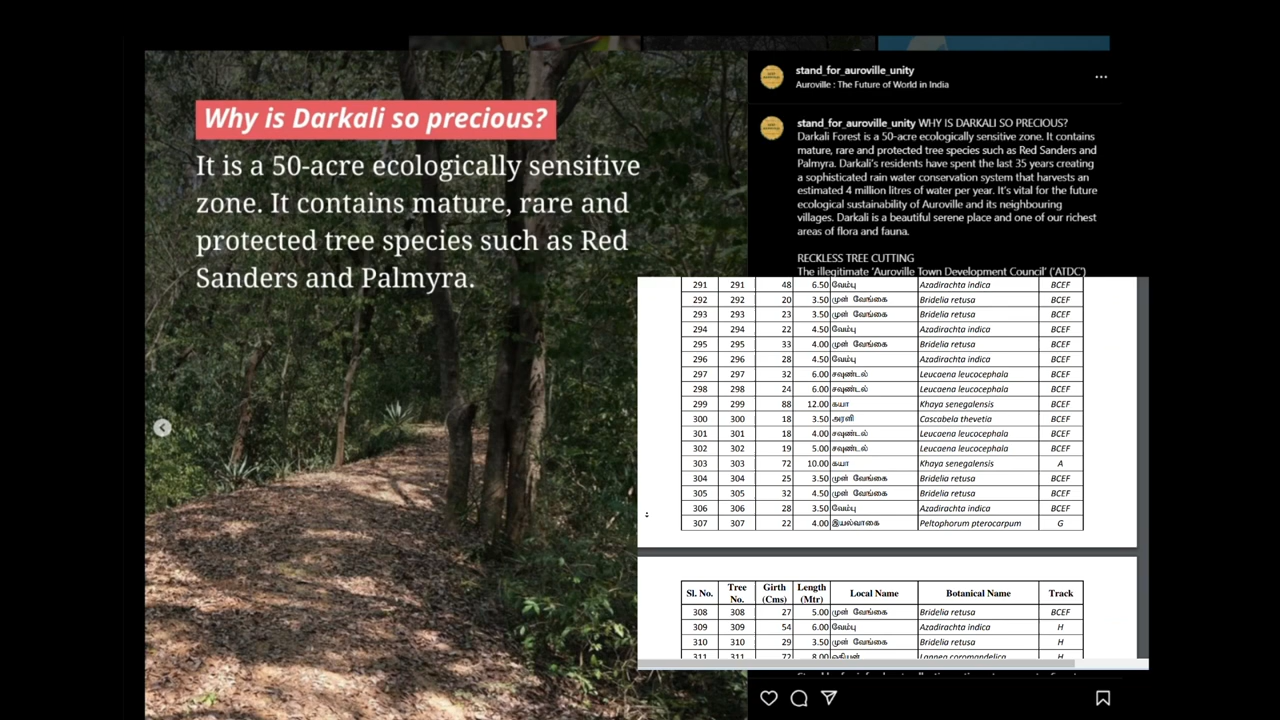 Why is Darkali so precious?
It is a 50-acre ecologically sensitive
zone. It contains mature, rare and
protected tree species such as Red
Sanders and Palmyra.
stand_for_auroville_unity
Auroville : The Future of World in India
stand_for_auroville_unity WHY IS DARKALI SO PRECIOUS?
Darkali Forest is a 50-acre ecologically sensitive zone. It contains
mature, rare and protected tree species such as Red Sanders and
Palmyra. Darkali's residents have spent the last 35 years creating
a sophisticated rain water conservation system that harvests an
estimated 4 million litres of water per year. It's vital for the future
ecological sustainability of Auroville and its neighbouring
villages. Darkali is a beautiful serene place and one of our richest
areas of flora and fauna.
RECKLESS TREE CUTTING
The illegitimate 'Auroville Town Development Council' ('ATDC')
291 291 48 6.50 வேம்பு Azadirachta indica BCEF
292 292 20 3.50 முள் வேங்கை Bridelia retusa BCEF
293 293 23 3.50 முள் வேங்கை Bridelia retusa BCEF
294 294 22 4.50 வேம்பு Azadirachta indica BCEF
295 295 33 4.00 முள் வேங்கை Bridelia retusa BCEF
296 296 28 4.50 வேம்பு Azadirachta indica BCEF
297 297 32 6.00 சவுண்டல் Leucaena leucocephala BCEF
298 298 24 6.00 சவுண்டல் Leucaena leucocephala BCEF
299 299 88 12.00 கயா Khaya senegalensis BCEF
300 300 18 3.50 அரளி Cascabela thevetia BCEF
301 301 18 4.00 சவுண்டல் Leucaena leucocephala BCEF
302 302 19 5.00 சவுண்டல் Leucaena leucocephala BCEF
303 303 72 10.00 கயா Khaya senegalensis A
304 304 25 3.50 முள் வேங்கை Bridelia retusa BCEF
305 305 32 4.50 முள் வேங்கை Bridelia retusa BCEF
306 306 28 3.50 வேம்பு Azadirachta indica BCEF
307 307 22 4.00 இயல்வாகை Peltophorum pterocarpum G
Sl. No. Tree No. Girth (Cms) Length (Mtr) Local Name Botanical Name Track
308 308 27 5.00 முள் வேங்கை Bridelia retusa BCEF
309 309 54 6.00 வேம்பு Azadirachta indica H
310 310 29 3.50 முள் வேங்கை Bridelia retusa H
311 311 72 8.00 Lannea coromandelica H